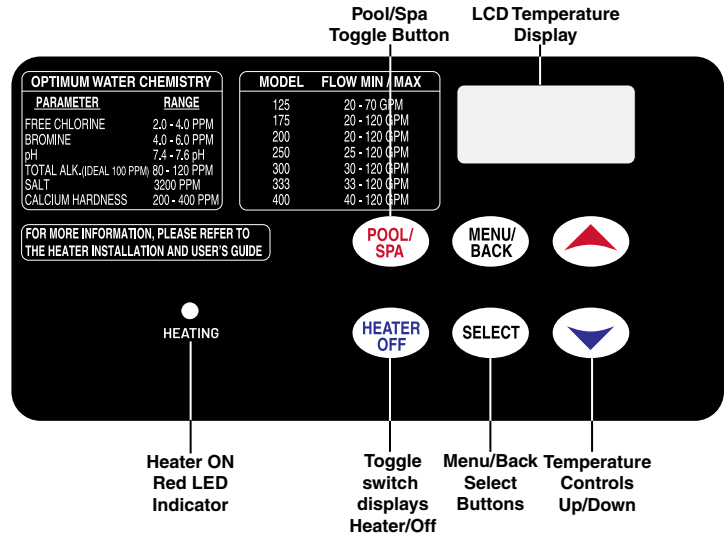 Pool/Spa
Toggle Button
LCD Temperature
Display
OPTIMUM WATER CHEMISTRY
PARAMETER RANGE
FREE CHLORINE 2.0 - 4.0 PPM
BROMINE 4.0 - 6.0 PPM
pH 7.4 - 7.6 pH
TOTAL ALK.(IDEAL 100 PPM) 80 - 120 PPM
SALT 3200 PPM
CALCIUM HARDNESS 200 - 400 PPM
MODEL FLOW MIN / MAX
125 20 - 70 GPM
175 20 - 120 GPM
200 20 - 120 GPM
250 25 - 120 GPM
300 30 - 120 GPM
333 33 - 120 GPM
400 40 - 120 GPM
FOR MORE INFORMATION, PLEASE REFER TO
THE HEATER INSTALLATION AND USER'S GUIDE
POOL/
SPA
MENU/
BACK
HEATING
HEATER
OFF
SELECT
Heater ON
Red LED
Indicator
Toggle
switch
displays
Heater/Off
Menu/Back
Select
Buttons
Temperature
Controls
Up/Down